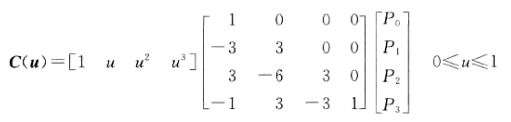 C(u)=[1 u u² u³] [1 0 0 0; -3 3 0 0; 3 -6 3 0; -1 3 -3 1] [P₀; P₁; P₂; P₃] 0≤u≤1